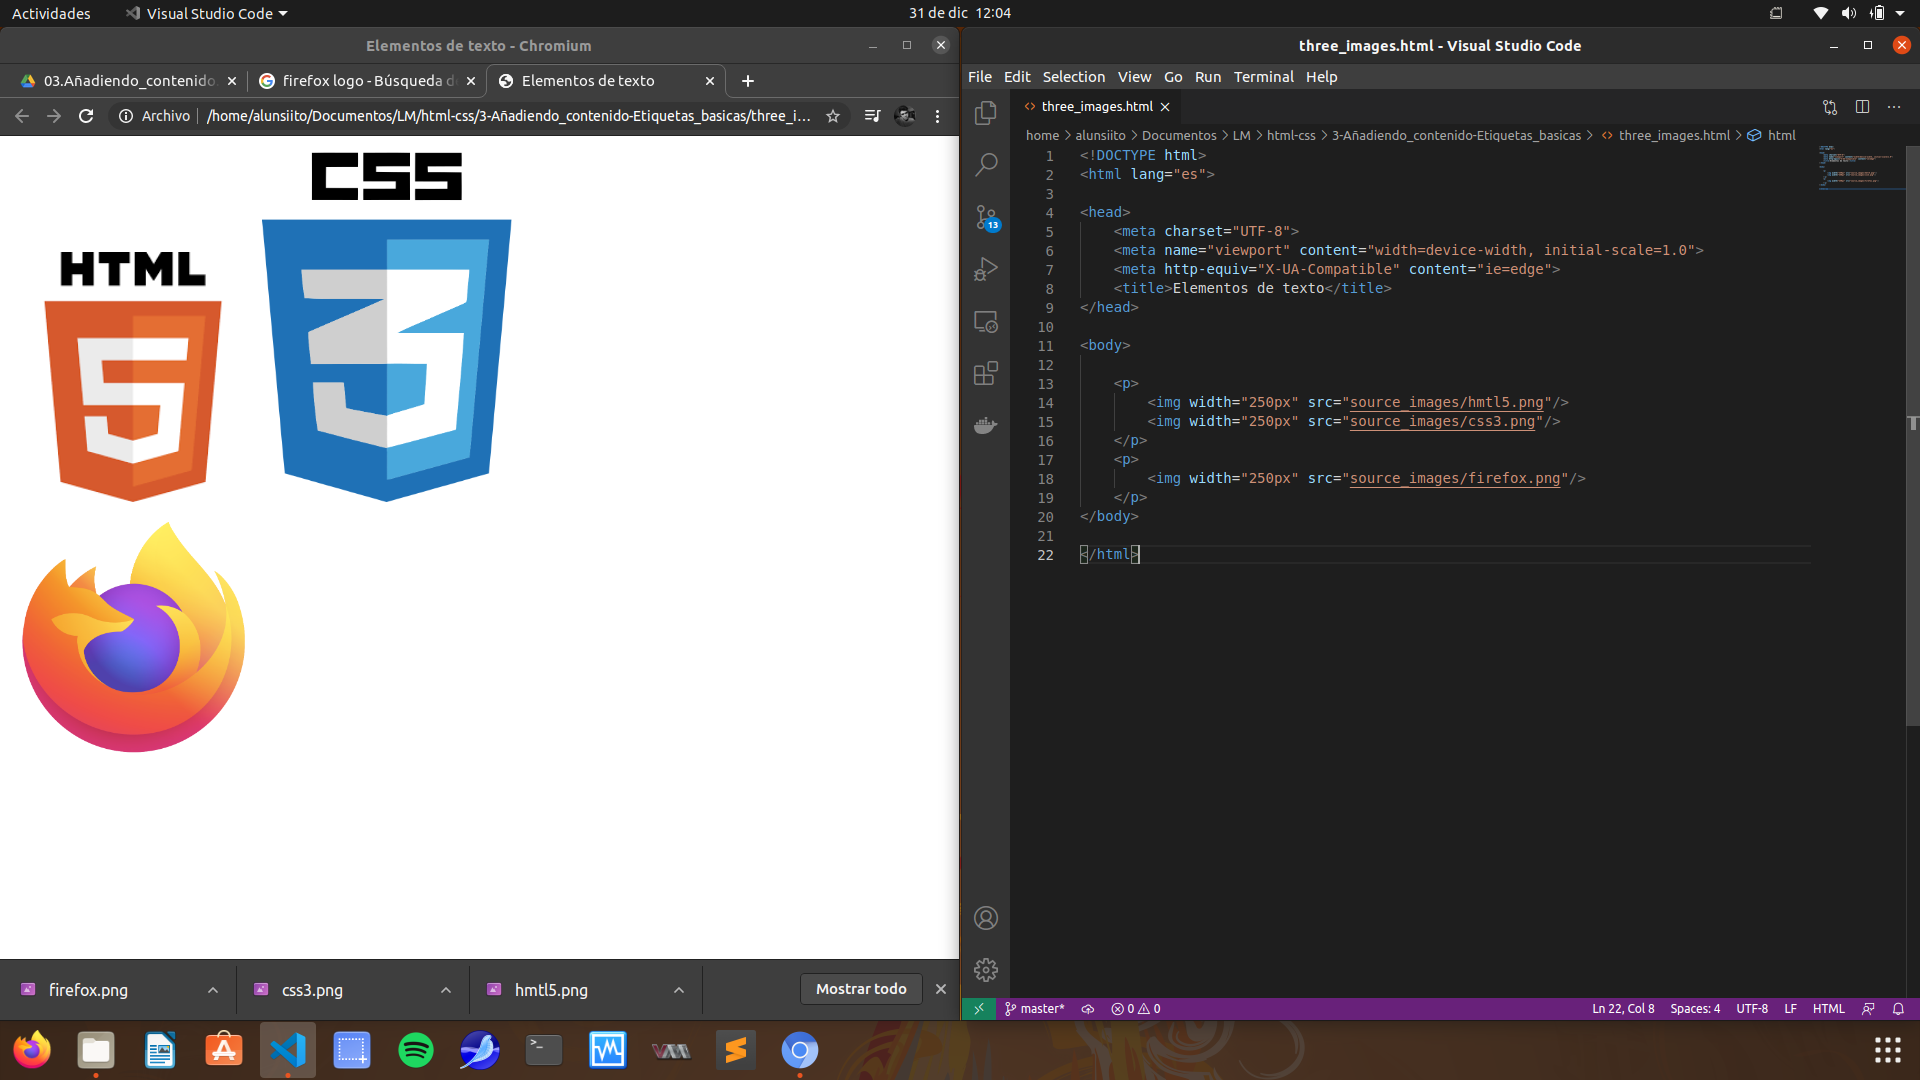 Actividades
Visual Studio Code
31 de dic 12:04
Elementos de texto - Chromium
03.Añadiendo_contenido
firefox logo - Búsqueda d
Elementos de texto
Archivo
/home/alunsiito/Documentos/LM/html-css/3-Añadiendo_contenido-Etiquetas_basicas/three_i...
CSS
HTML
firefox.png
css3.png
hmtl5.png
Mostrar todo
three_images.html - Visual Studio Code
File Edit Selection View Go Run Terminal Help
three_images.html
home > alunsiito > Documentos > LM > html-css > 3-Añadiendo_contenido-Etiquetas_basicas > three_images.html > html
13
1 <!DOCTYPE html>
2 <html lang="es">
3
4 <head>
5 <meta charset="UTF-8">
6 <meta name="viewport" content="width=device-width, initial-scale=1.0">
7 <meta http-equiv="X-UA-Compatible" content="ie=edge">
8 <title>Elementos de texto</title>
9 </head>
10
11 <body>
12
13 <p>
14 <img width="250px" src="source_images/hmtl5.png"/>
15 <img width="250px" src="source_images/css3.png"/>
16 </p>
17 <p>
18 <img width="250px" src="source_images/firefox.png"/>
19 </p>
20 </body>
21
22 </html>
master* 0 0 Ln 22, Col 8 Spaces: 4 UTF-8 LF HTML